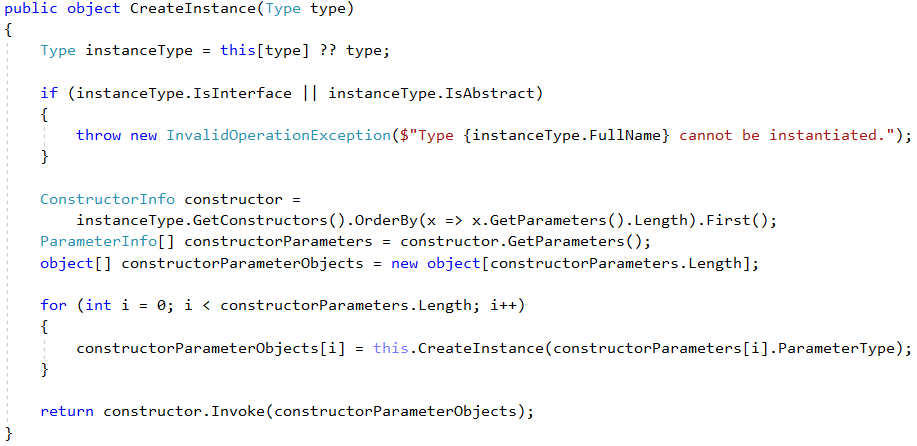 public object CreateInstance(Type type)
{
    Type instanceType = this[type] ?? type;

    if (instanceType.IsInterface || instanceType.IsAbstract)
    {
        throw new InvalidOperationException($"Type {instanceType.FullName} cannot be instantiated.");
    }

    ConstructorInfo constructor =
        instanceType.GetConstructors().OrderBy(x => x.GetParameters().Length).First();
    ParameterInfo[] constructorParameters = constructor.GetParameters();
    object[] constructorParameterObjects = new object[constructorParameters.Length];

    for (int i = 0; i < constructorParameters.Length; i++)
    {
        constructorParameterObjects[i] = this.CreateInstance(constructorParameters[i].ParameterType);
    }

    return constructor.Invoke(constructorParameterObjects);
}